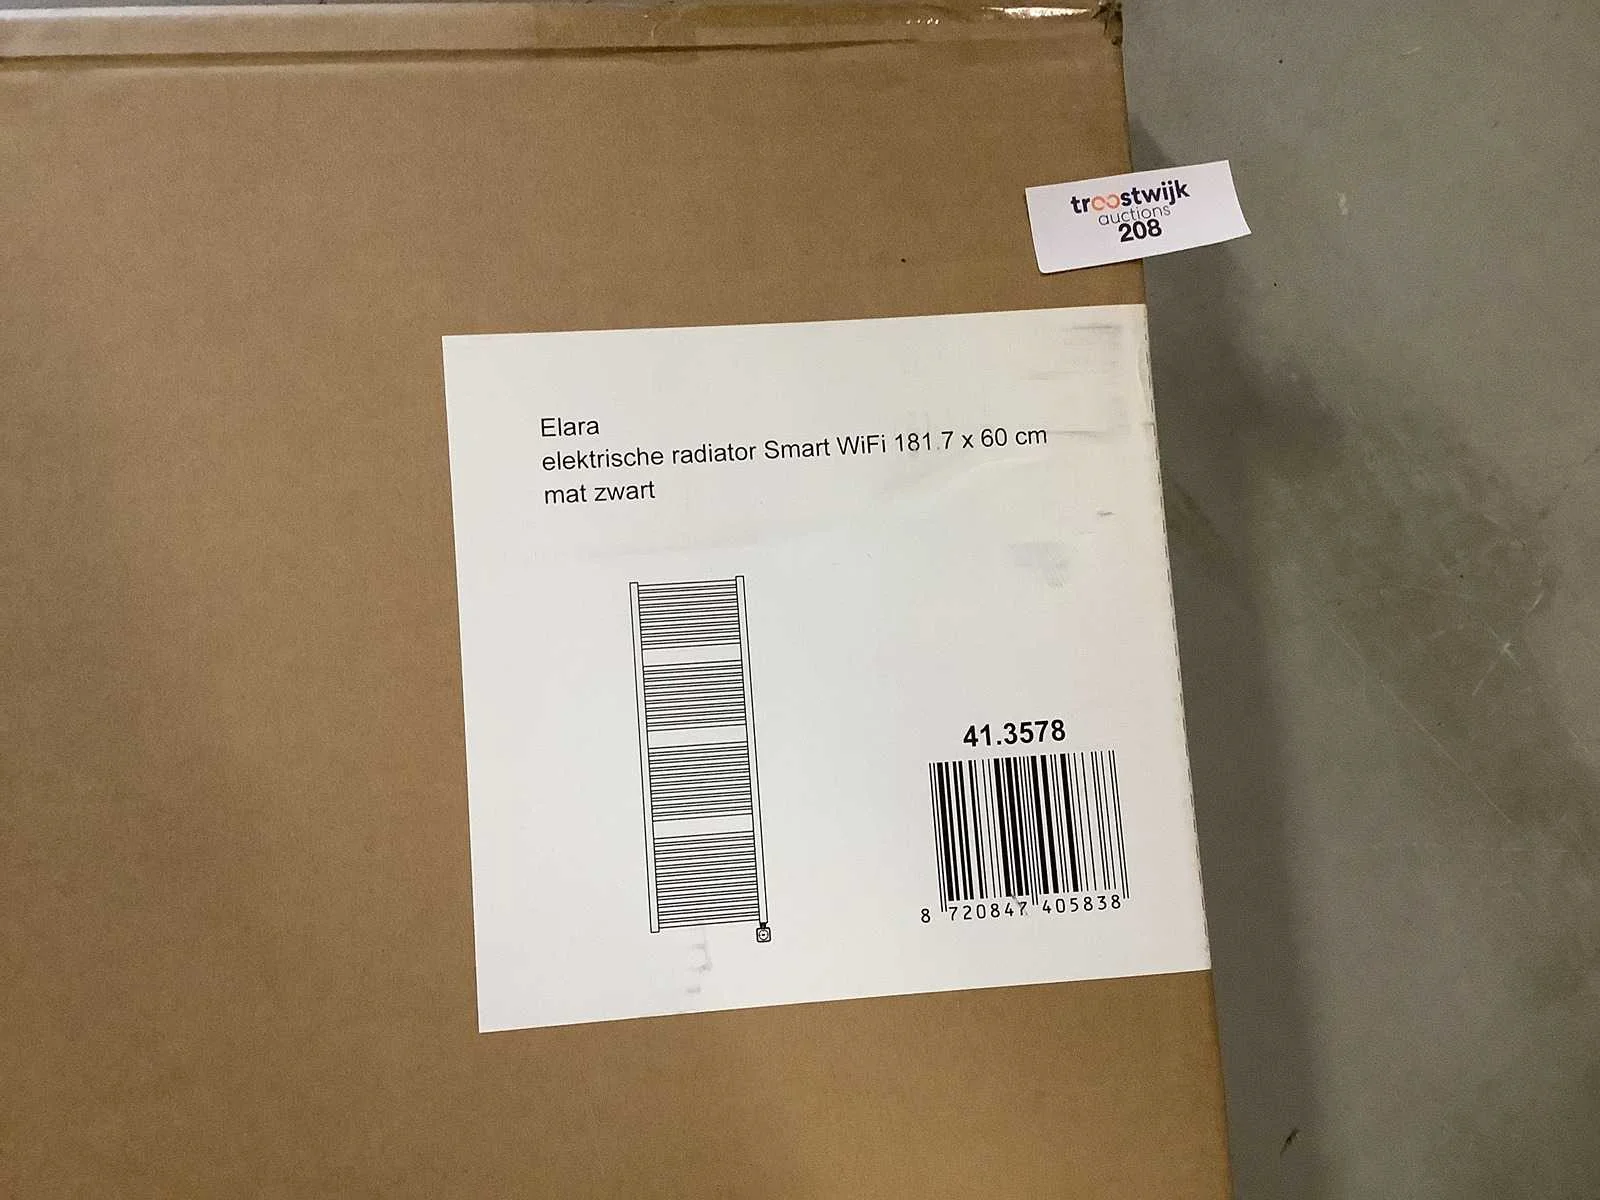 troostwijk
auctions
208
Elara
elektrische radiator Smart WiFi 181.7 x 60 cm
mat zwart
41.3578
8 720847 405838